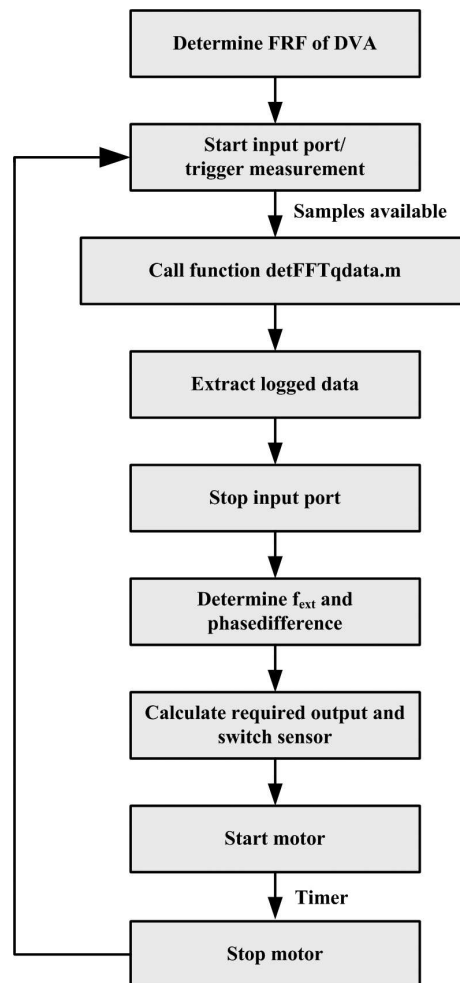 Determine FRF of DVA
Start input port/
trigger measurement
Samples available
Call function detFFTqdata.m
Extract logged data
Stop input port
Determine fext and
phasedifference
Calculate required output and
switch sensor
Start motor
Timer
Stop motor